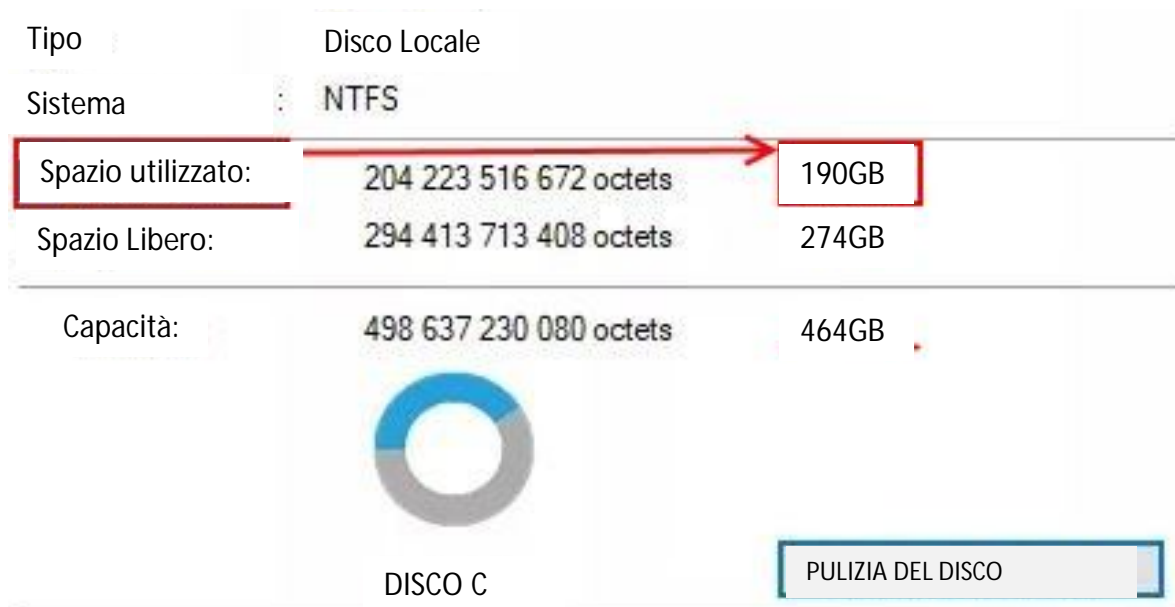 Tipo Disco Locale
Sistema : NTFS
Spazio utilizzato: 204 223 516 672 octets 190GB
Spazio Libero: 294 413 713 408 octets 274GB
Capacità: 498 637 230 080 octets 464GB
DISCO C
PULIZIA DEL DISCO